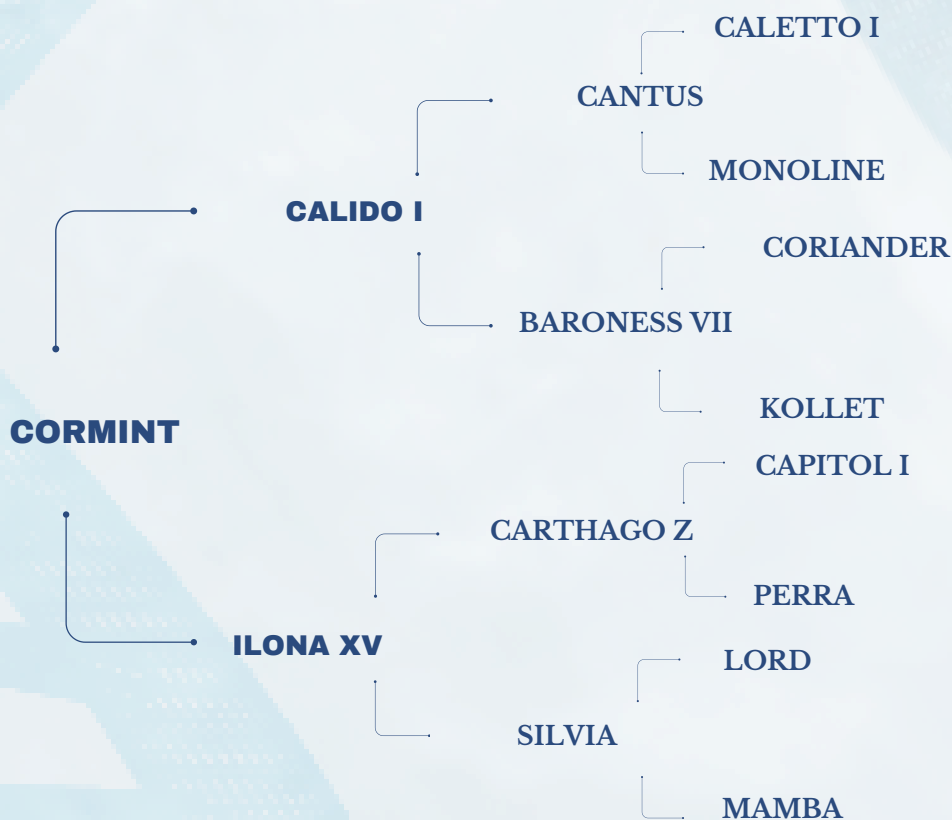 CALETTO I
CANTUS
MONOLINE
CALIDO I
CORIANDER
BARONESS VII
KOLLET
CORMINT
CAPITOL I
CARTHAGO Z
PERRA
ILONA XV
LORD
SILVIA
MAMBA